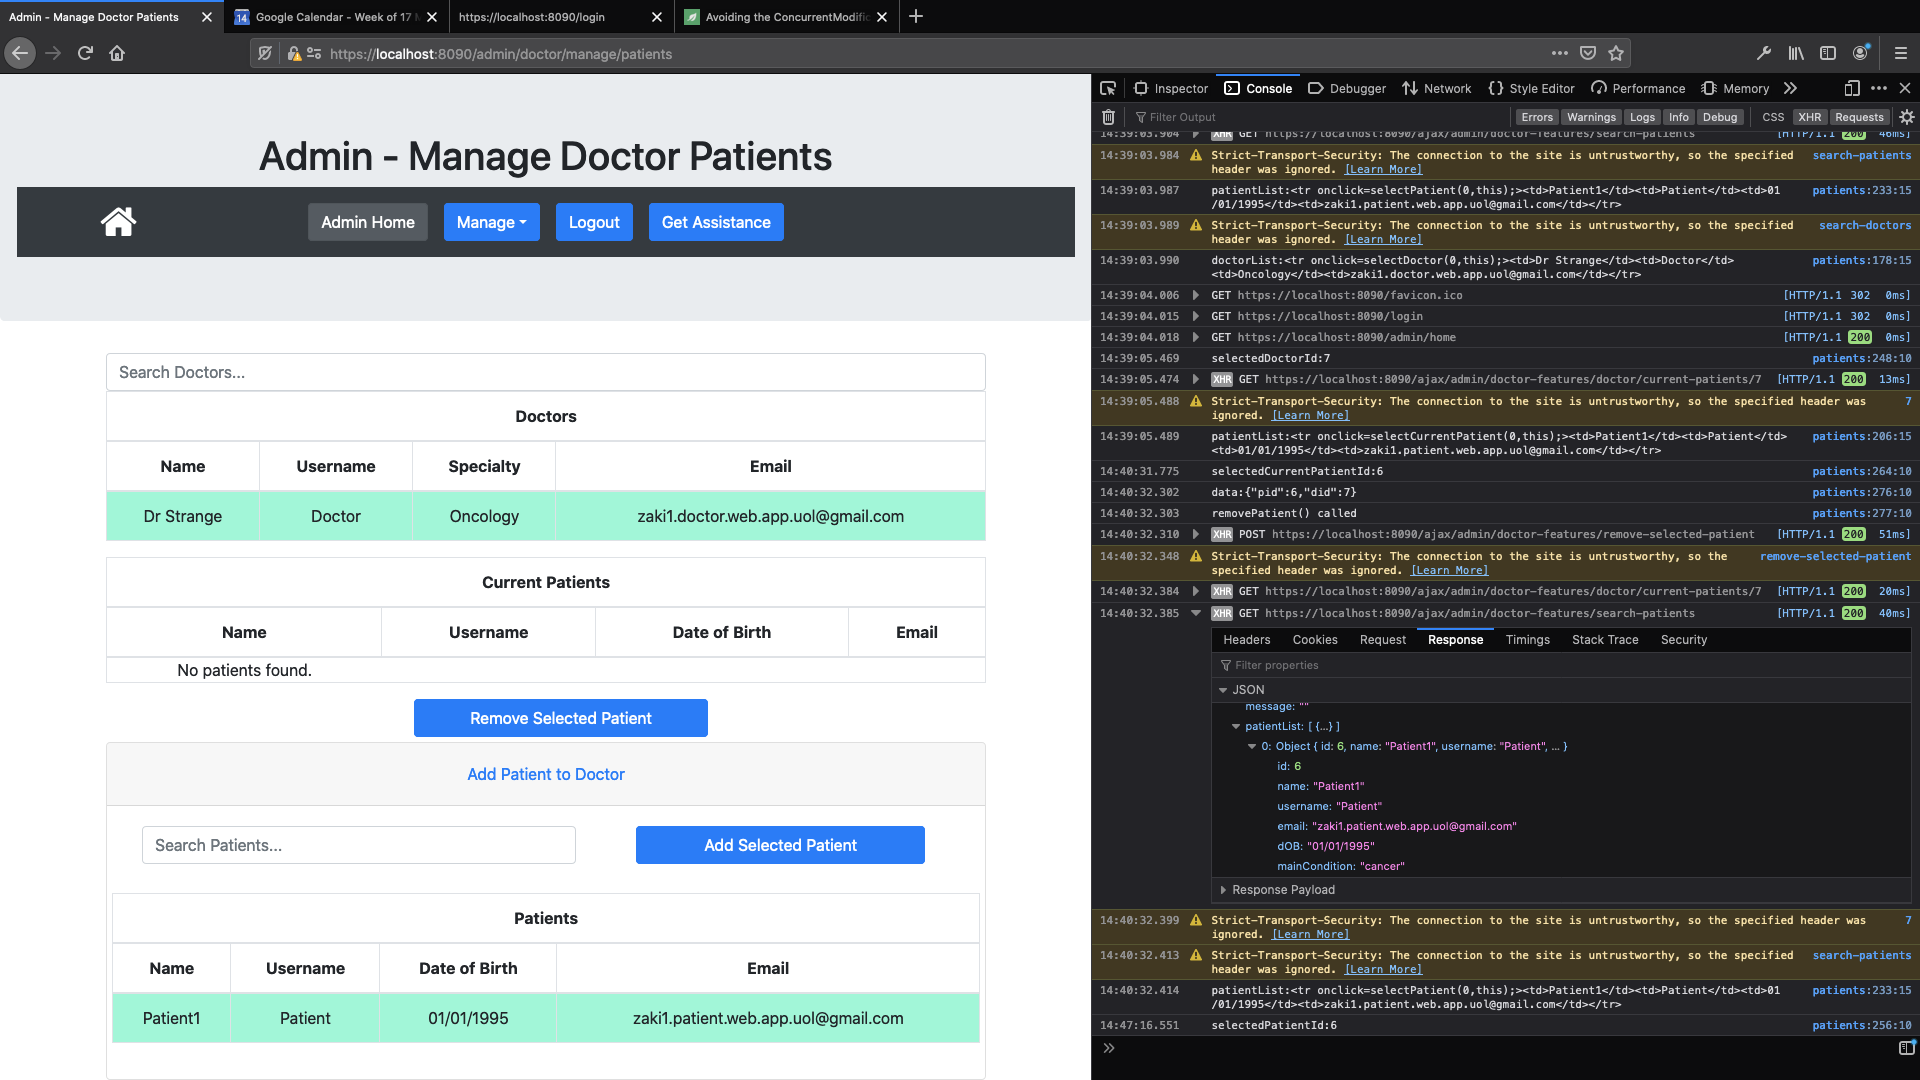 Admin - Manage Doctor Patients
Google Calendar - Week of 17 M
https://localhost:8090/login
Avoiding the ConcurrentModific
https://localhost:8090/admin/doctor/manage/patients
Admin - Manage Doctor Patients
Admin Home
Manage
Logout
Get Assistance
Search Doctors...
Doctors
Name Username Specialty Email
Dr Strange Doctor Oncology zaki1.doctor.web.app.uol@gmail.com
Current Patients
Name Username Date of Birth Email
No patients found.
Remove Selected Patient
Add Patient to Doctor
Search Patients...
Add Selected Patient
Patients
Name Username Date of Birth Email
Patient1 Patient 01/01/1995 zaki1.patient.web.app.uol@gmail.com
Inspector Console Debugger Network Style Editor Performance Memory
Filter Output
Errors Warnings Logs Info Debug CSS XHR Requests
14:39:03.904 XHR GET https://localhost:8090/ajax/admin/doctor-features/search-patients [HTTP/1.1 200 46ms]
14:39:03.984 Strict-Transport-Security: The connection to the site is untrustworthy, so the specified search-patients
header was ignored. [Learn More]
14:39:03.987 patientList:<tr onclick=selectPatient(0,this);><td>Patient1</td><td>Patient</td><td>01 patients:233:15
/01/1995</td><td>zaki1.patient.web.app.uol@gmail.com</td></tr>
14:39:03.989 Strict-Transport-Security: The connection to the site is untrustworthy, so the specified search-doctors
header was ignored. [Learn More]
14:39:03.990 doctorList:<tr onclick=selectDoctor(0,this);><td>Dr Strange</td><td>Doctor</td> patients:178:15
<td>Oncology</td><td>zaki1.doctor.web.app.uol@gmail.com</td></tr>
14:39:04.006 GET https://localhost:8090/favicon.ico [HTTP/1.1 302 0ms]
14:39:04.015 GET https://localhost:8090/login [HTTP/1.1 302 0ms]
14:39:04.018 GET https://localhost:8090/admin/home [HTTP/1.1 200 0ms]
14:39:05.469 selectedDoctorId:7 patients:248:10
14:39:05.474 XHR GET https://localhost:8090/ajax/admin/doctor-features/doctor/current-patients/7 [HTTP/1.1 200 13ms]
14:39:05.488 Strict-Transport-Security: The connection to the site is untrustworthy, so the specified header was 7
ignored. [Learn More]
14:39:05.489 patientList:<tr onclick=selectCurrentPatient(0,this);><td>Patient1</td><td>Patient</td> patients:206:15
<td>01/01/1995</td><td>zaki1.patient.web.app.uol@gmail.com</td></tr>
14:40:31.775 selectedCurrentPatientId:6 patients:264:10
14:40:32.302 data:{"pid":6,"did":7} patients:276:10
14:40:32.303 removePatient() called patients:277:10
14:40:32.310 XHR POST https://localhost:8090/ajax/admin/doctor-features/remove-selected-patient [HTTP/1.1 200 51ms]
14:40:32.348 Strict-Transport-Security: The connection to the site is untrustworthy, so the remove-selected-patient
specified header was ignored. [Learn More]
14:40:32.384 XHR GET https://localhost:8090/ajax/admin/doctor-features/doctor/current-patients/7 [HTTP/1.1 200 20ms]
14:40:32.385 XHR GET https://localhost:8090/ajax/admin/doctor-features/search-patients [HTTP/1.1 200 40ms]
Headers Cookies Request Response Timings Stack Trace Security
Filter properties
JSON
message: ""
patientList: [ {…} ]
0: Object { id: 6, name: "Patient1", username: "Patient", … }
id: 6
name: "Patient1"
username: "Patient"
email: "zaki1.patient.web.app.uol@gmail.com"
dOB: "01/01/1995"
mainCondition: "cancer"
Response Payload
14:40:32.399 Strict-Transport-Security: The connection to the site is untrustworthy, so the specified header was 7
ignored. [Learn More]
14:40:32.413 Strict-Transport-Security: The connection to the site is untrustworthy, so the specified search-patients
header was ignored. [Learn More]
14:40:32.414 patientList:<tr onclick=selectPatient(0,this);><td>Patient1</td><td>Patient</td><td>01 patients:233:15
/01/1995</td><td>zaki1.patient.web.app.uol@gmail.com</td></tr>
14:47:16.551 selectedPatientId:6 patients:256:10